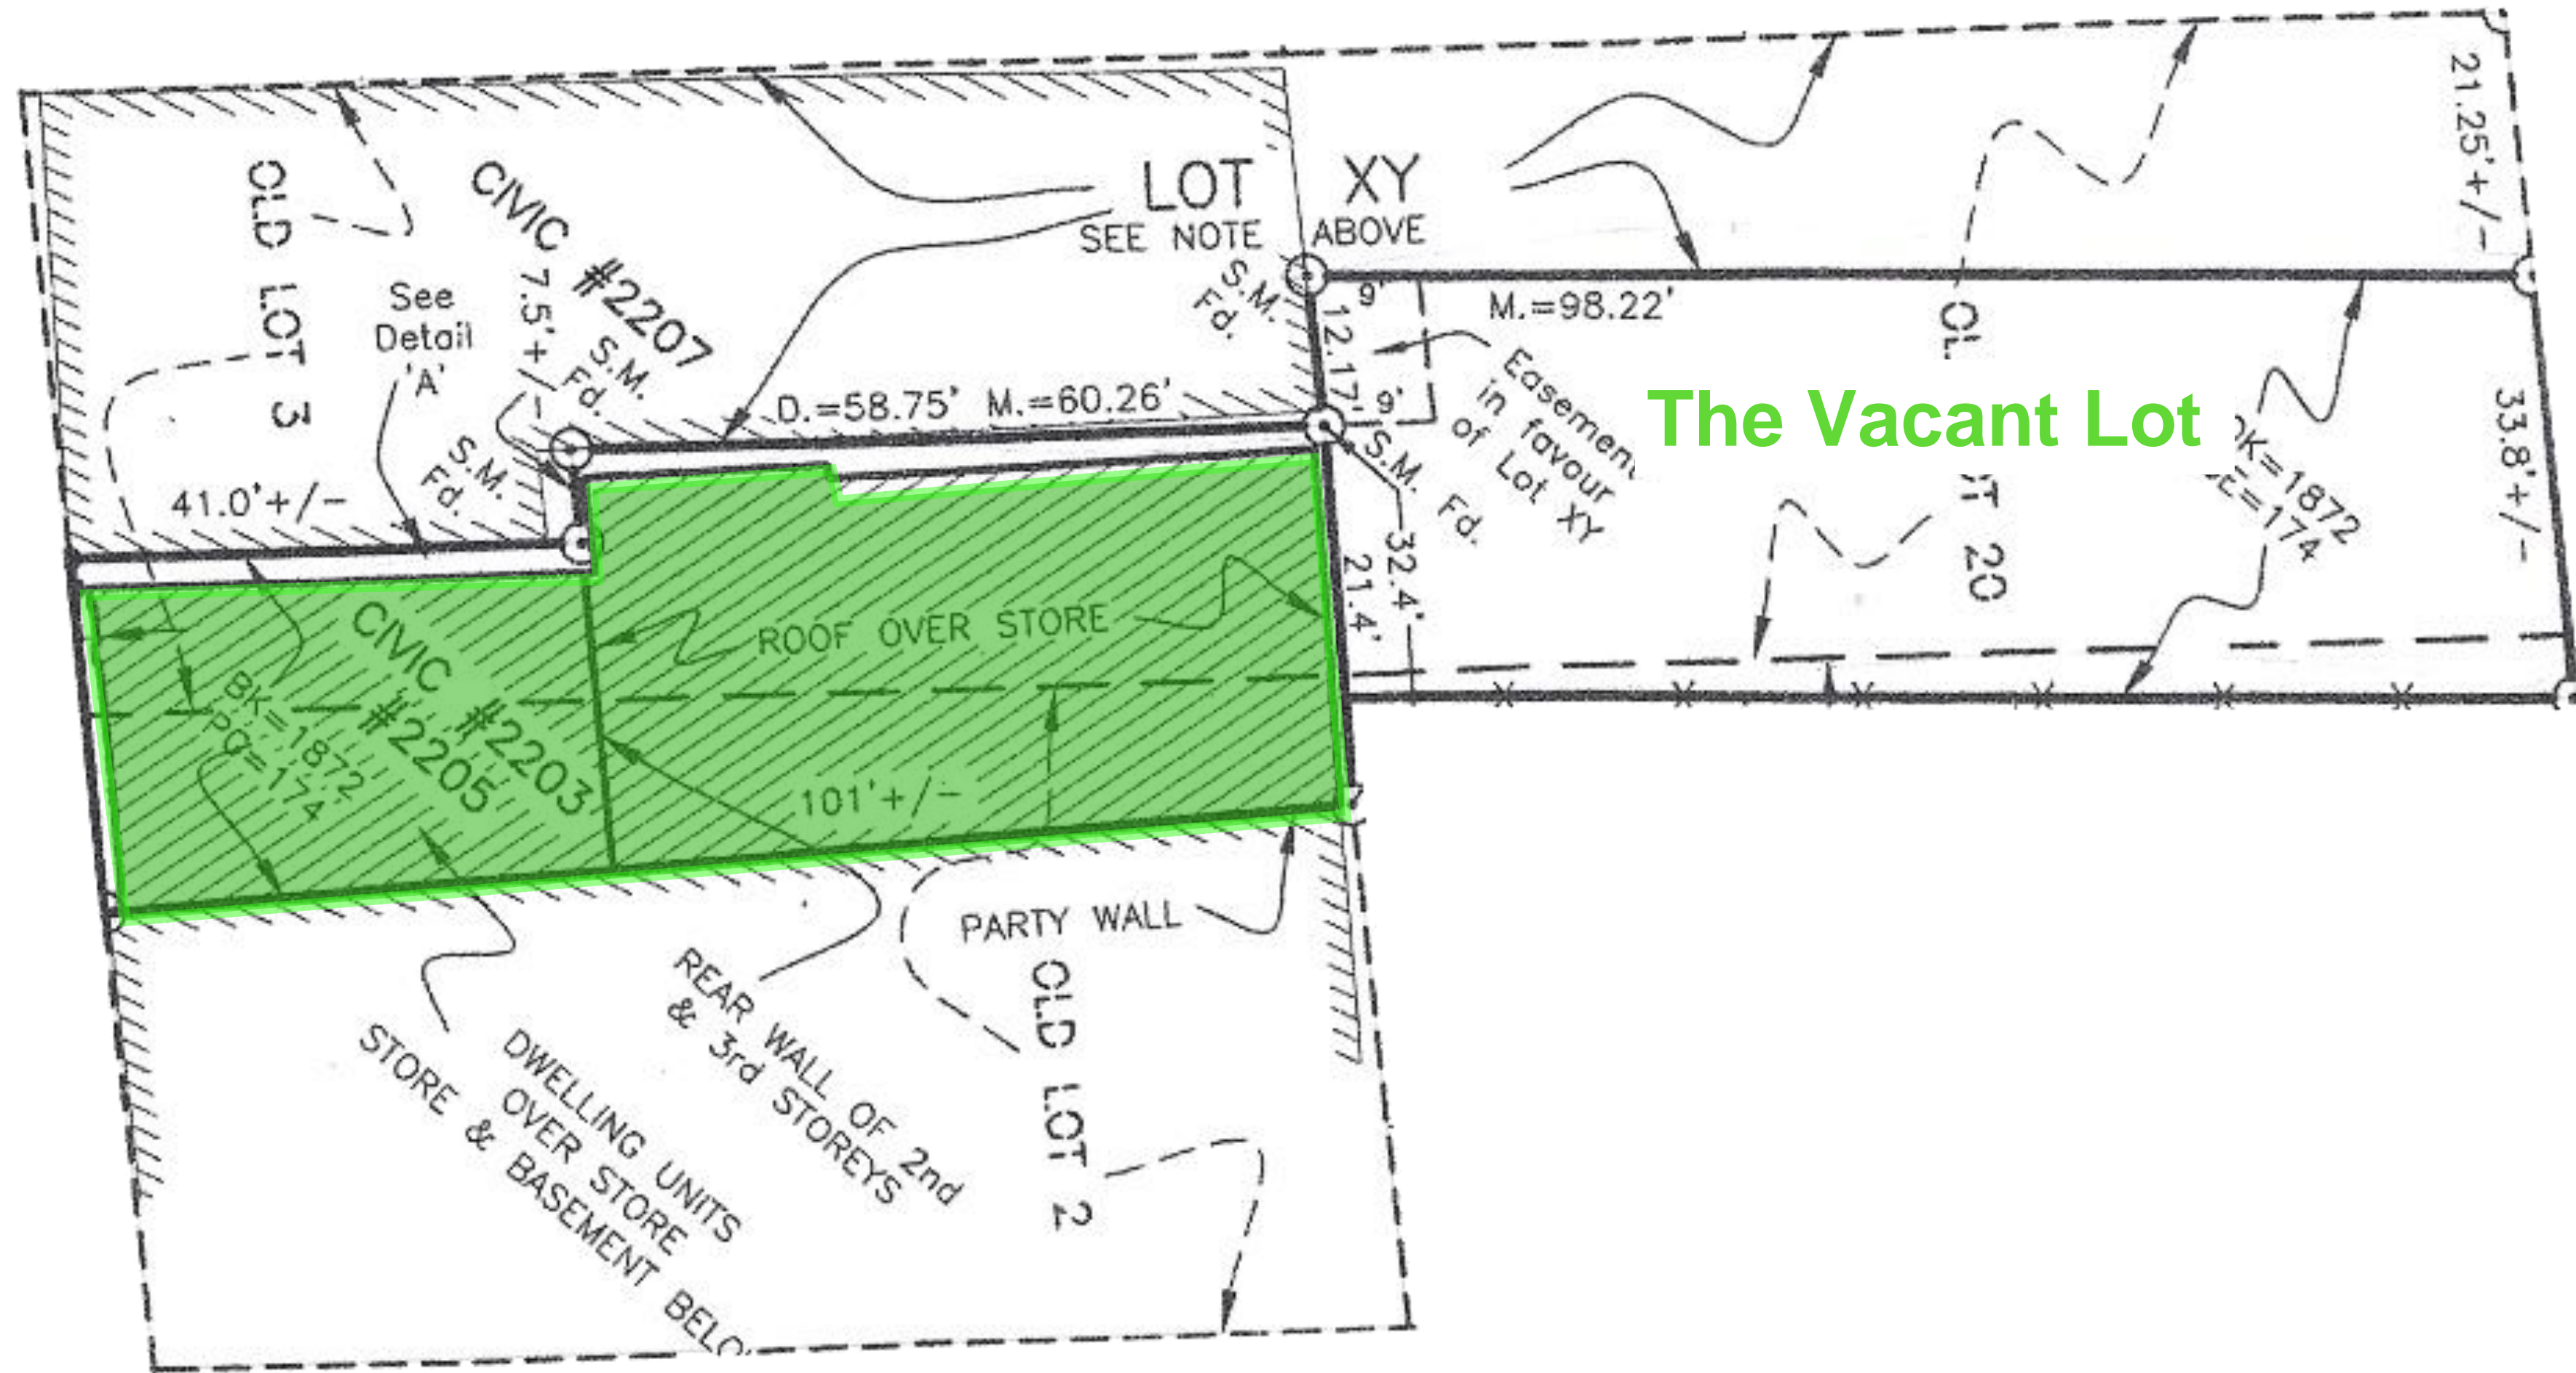 21.25'+/-
OLD LOT 3
CIVIC
#2207
LOT XY
SEE NOTE ABOVE
See
Detail
'A'
7.5'+/-
S.M.
Fd.
S.M.
Fd.
9'
M.=98.22'
12.17'
9'
D.=58.75' M.=60.26'
Easement
in favour
of Lot XY
The Vacant Lot
33.8'+/-
41.0'+/-
S.M.
Fd.
S.M. Fd.
=1872
=174
20
32.4'
21.4'
CIVIC
#2203
#2205
ROOF OVER STORE
BK=1872
PG=174
101'+/-
PARTY WALL
REAR WALL OF 2nd
& 3rd STOREYS
OLD LOT 2
DWELLING UNITS
OVER STORE
STORE & BASEMENT